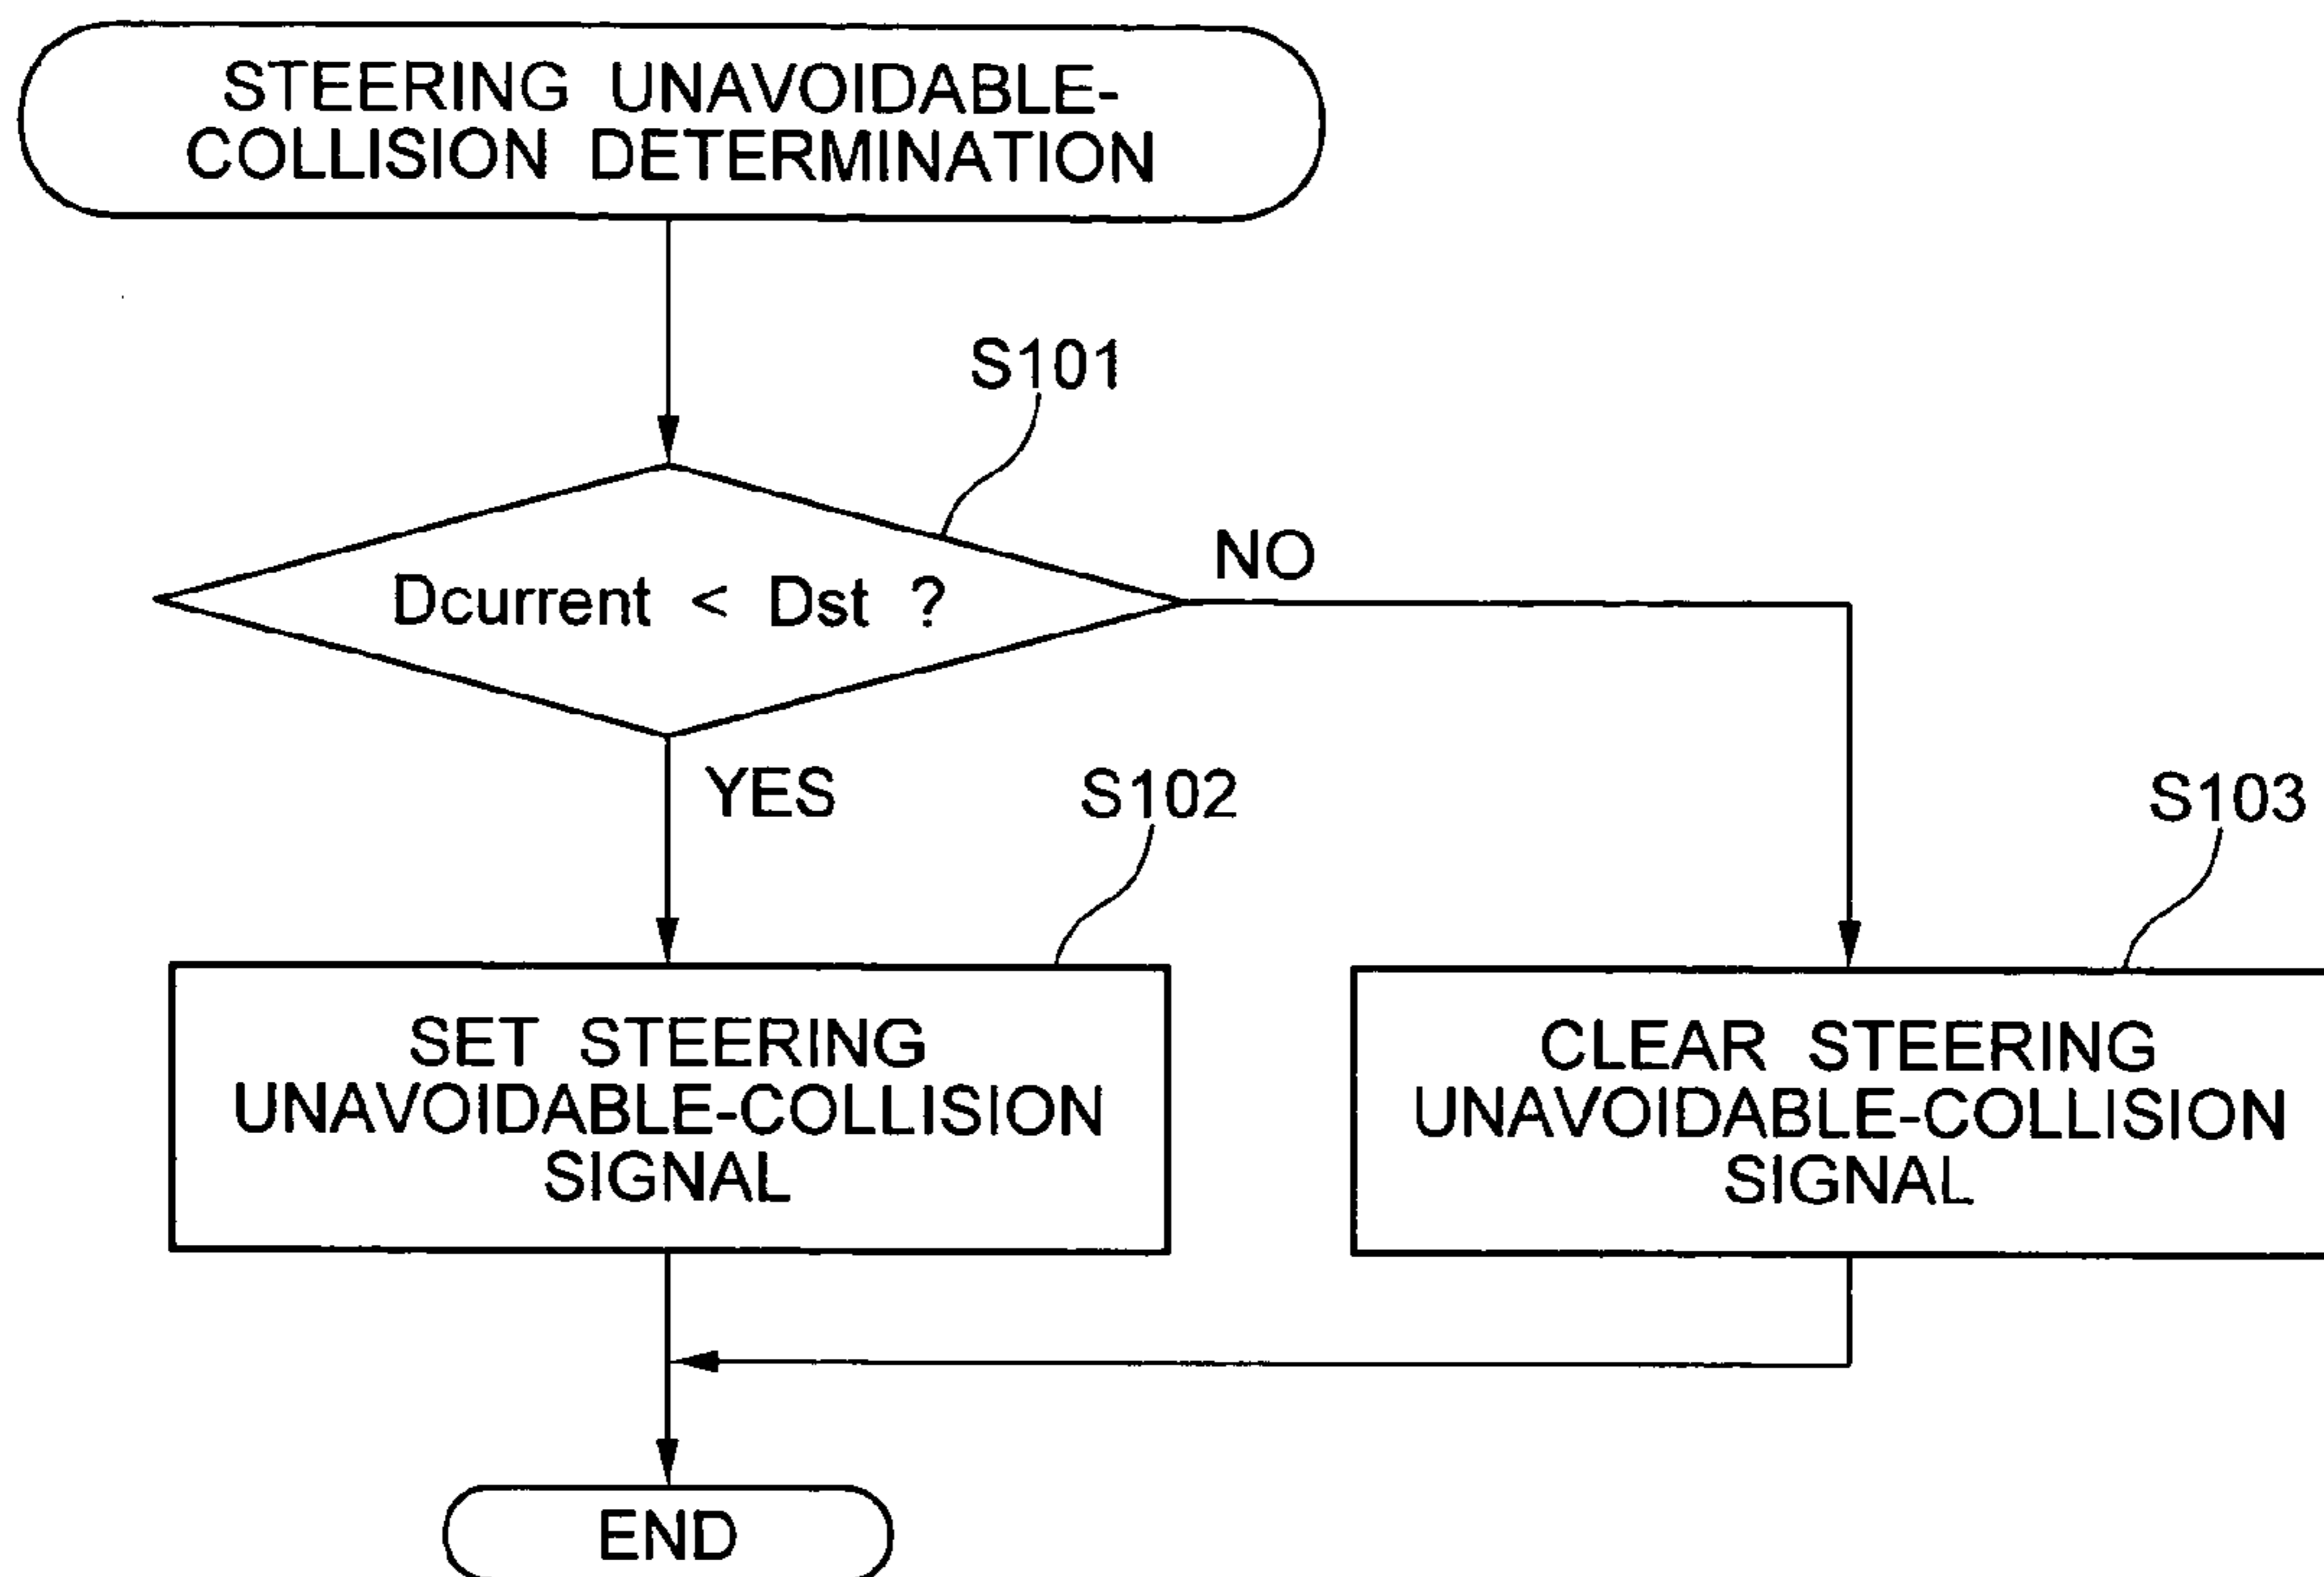 STEERING UNAVOIDABLE-
COLLISION DETERMINATION
S101
Dcurrent < Dst ?
NO
YES
S102
S103
SET STEERING
UNAVOIDABLE-COLLISION
SIGNAL
CLEAR STEERING
UNAVOIDABLE-COLLISION
SIGNAL
END